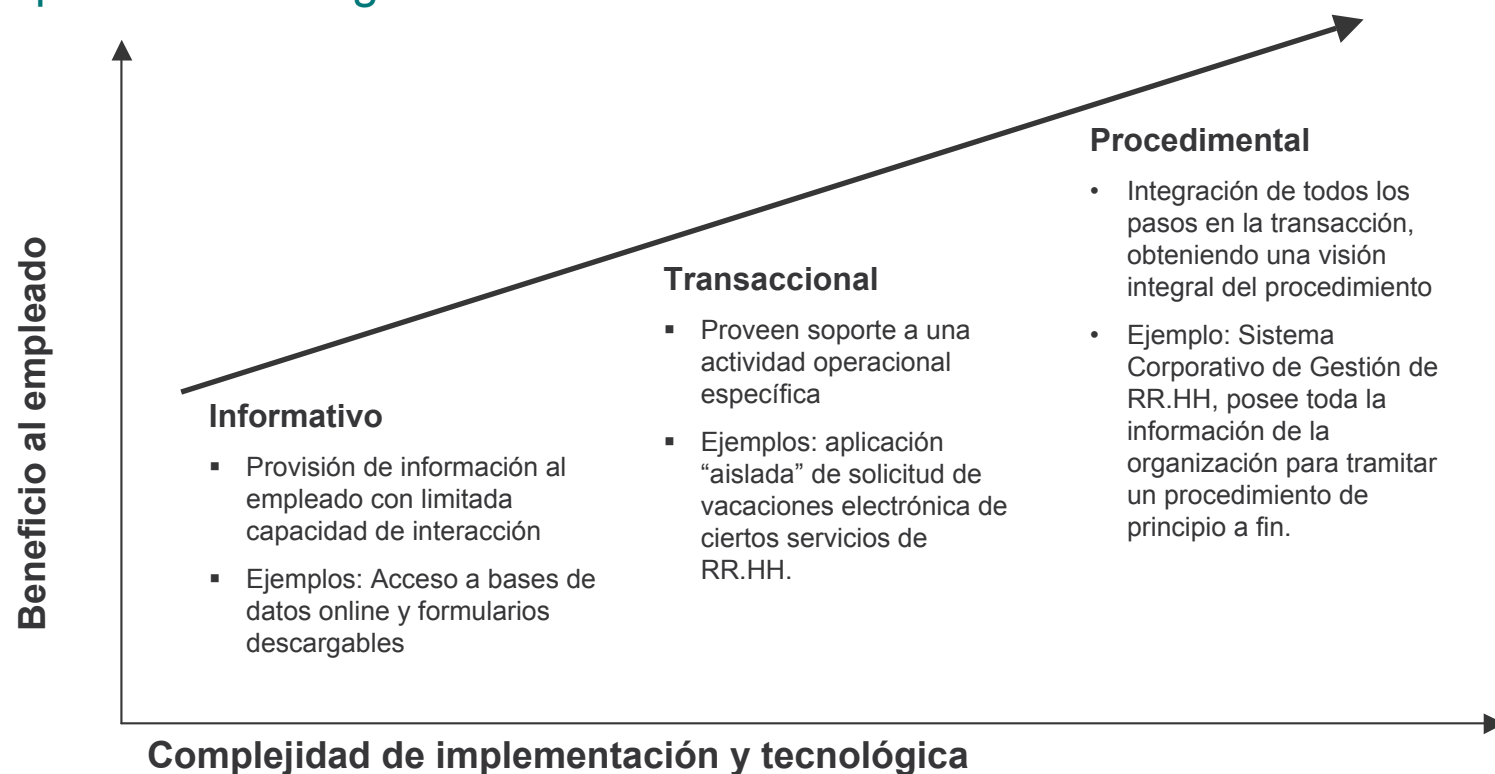 Procedimental
• Integración de todos los
pasos en la transacción,
obteniendo una visión
integral del procedimiento
• Ejemplo: Sistema
Corporativo de Gestión de
RR.HH, posee toda la
información de la
organización para tramitar
un procedimiento de
principio a fin.
Transaccional
▪ Proveen soporte a una
actividad operacional
específica
▪ Ejemplos: aplicación
“aislada” de solicitud de
vacaciones electrónica de
ciertos servicios de
RR.HH.
Informativo
▪ Provisión de información al
empleado con limitada
capacidad de interacción
▪ Ejemplos: Acceso a bases de
datos online y formularios
descargables
Beneficio al empleado
Complejidad de implementación y tecnológica